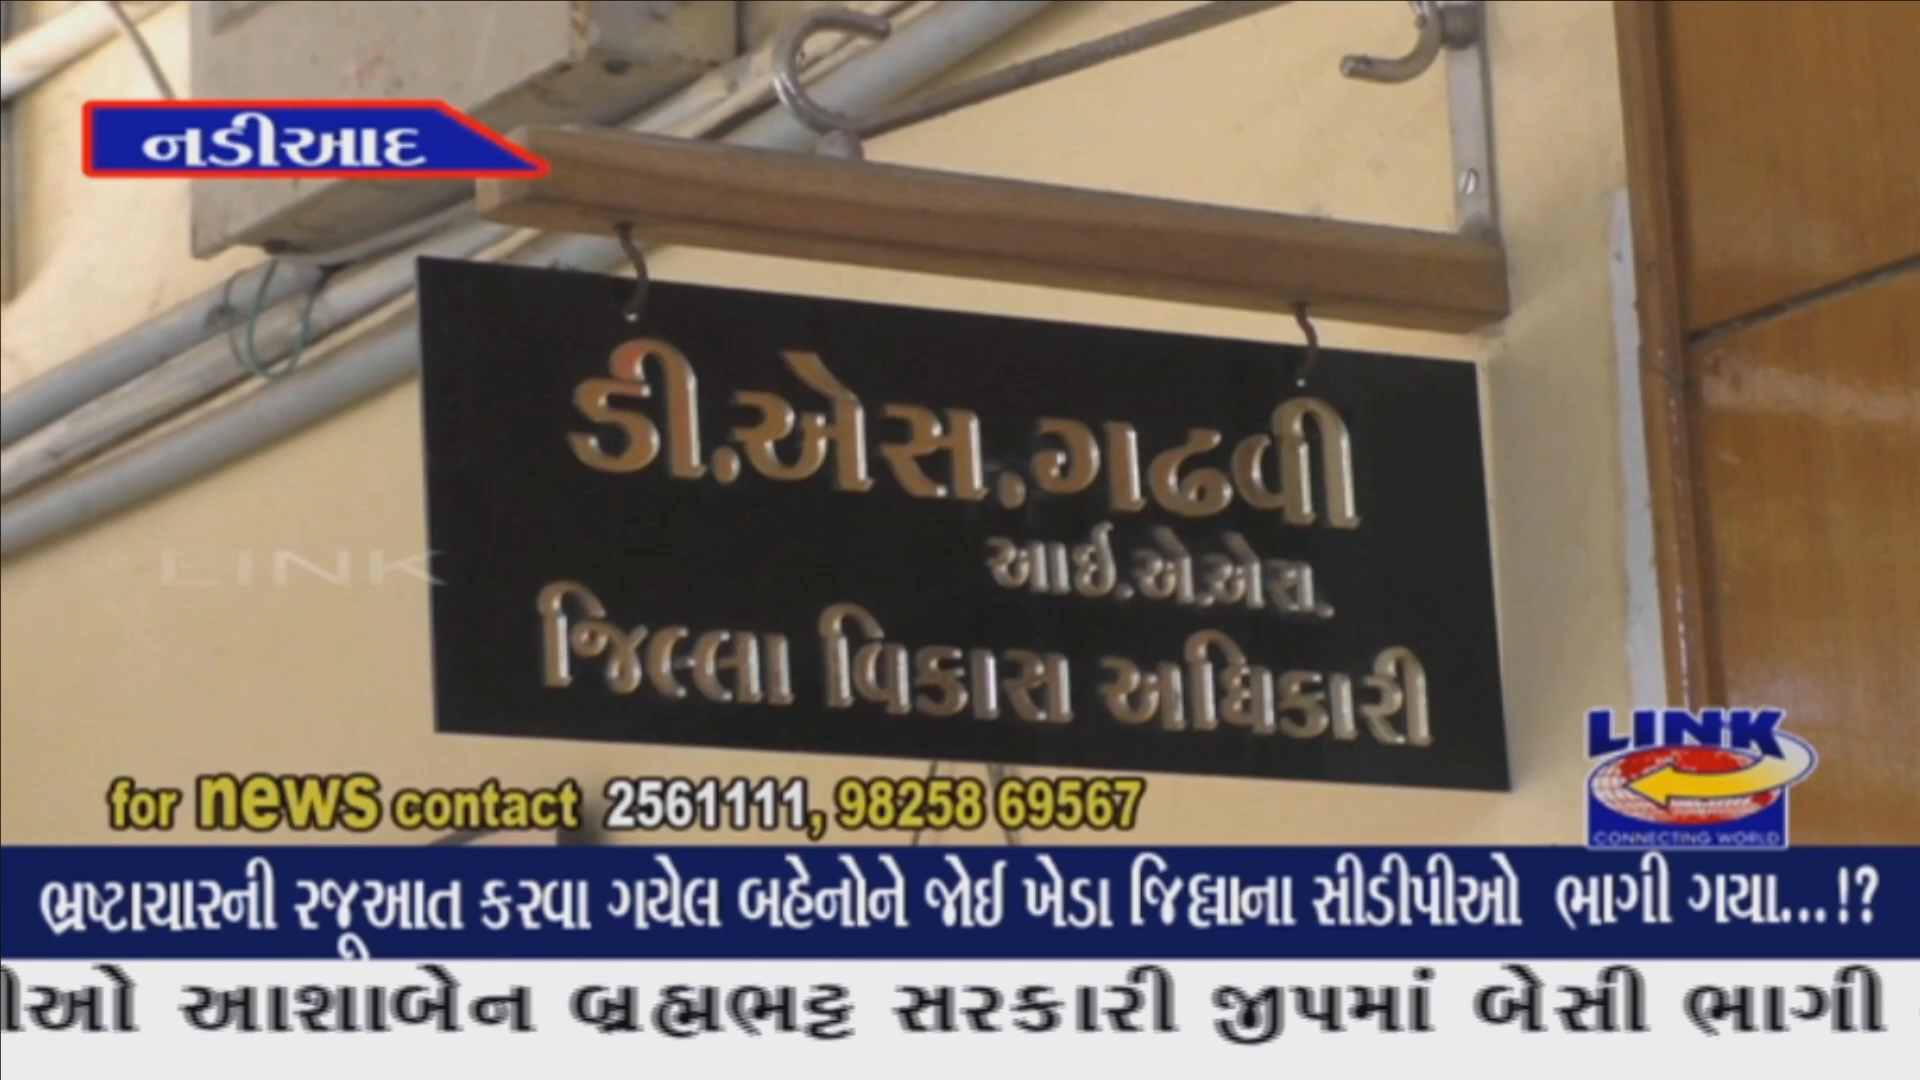 નડીઆદ
ડી.એસ.ગઢવી
આઈ.એ.એસ.
LINK
જિલ્લા વિકાસ અધિકારી
LINK
CONNECTING WORLD
for news contact 2561111, 98258 69567
ભ્રષ્ટાચારની રજૂઆત કરવા ગયેલ બહેનોને જોઈ ખેડા જિલ્લાના સીડીપીઓ ભાગી ગયા...!?
ીઓ આશાબેન બ્રહ્મભટ્ટ સરકારી જીપમાં બેસી ભાગી